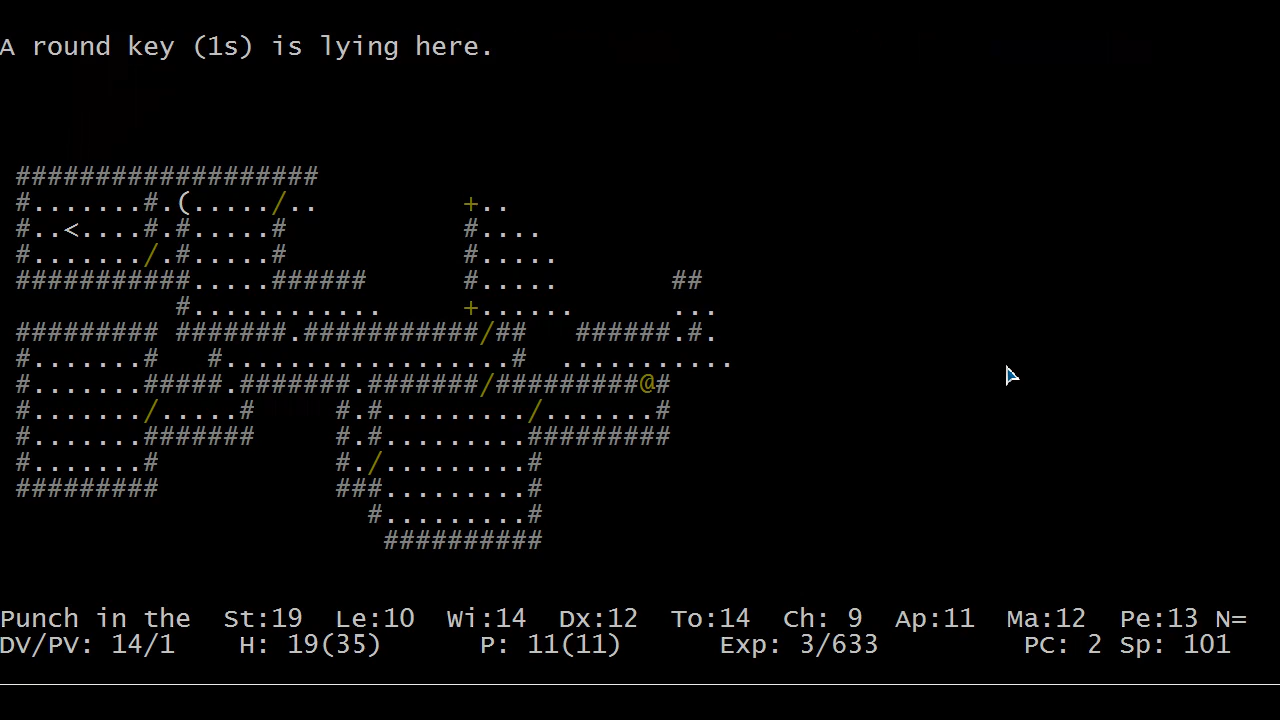 A round key (1s) is lying here.
 ###################
 #.......#.(...../..         +..
 #..<....#.#.....#           #....
 #......./.#.....#           #.....
 ###########.....######      #.....       ##
           #............     +......      ...
 ######### #######.###########/##   ######.#.
 #.......#   #..................#  ...........
 #.......#####.#######.#######/#########@#
 #......./.....#     #.#........./.......#
 #.......#######     #.#.........#########
 #.......#           #./.........#
 #########           ###.........#
                       #.........#
                        ##########
Punch in the  St:19  Le:10  Wi:14  Dx:12  To:14  Ch: 9  Ap:11  Ma:12  Pe:13 N=
DV/PV: 14/1    H: 19(35)      P: 11(11)      Exp: 3/633         PC: 2 Sp: 101